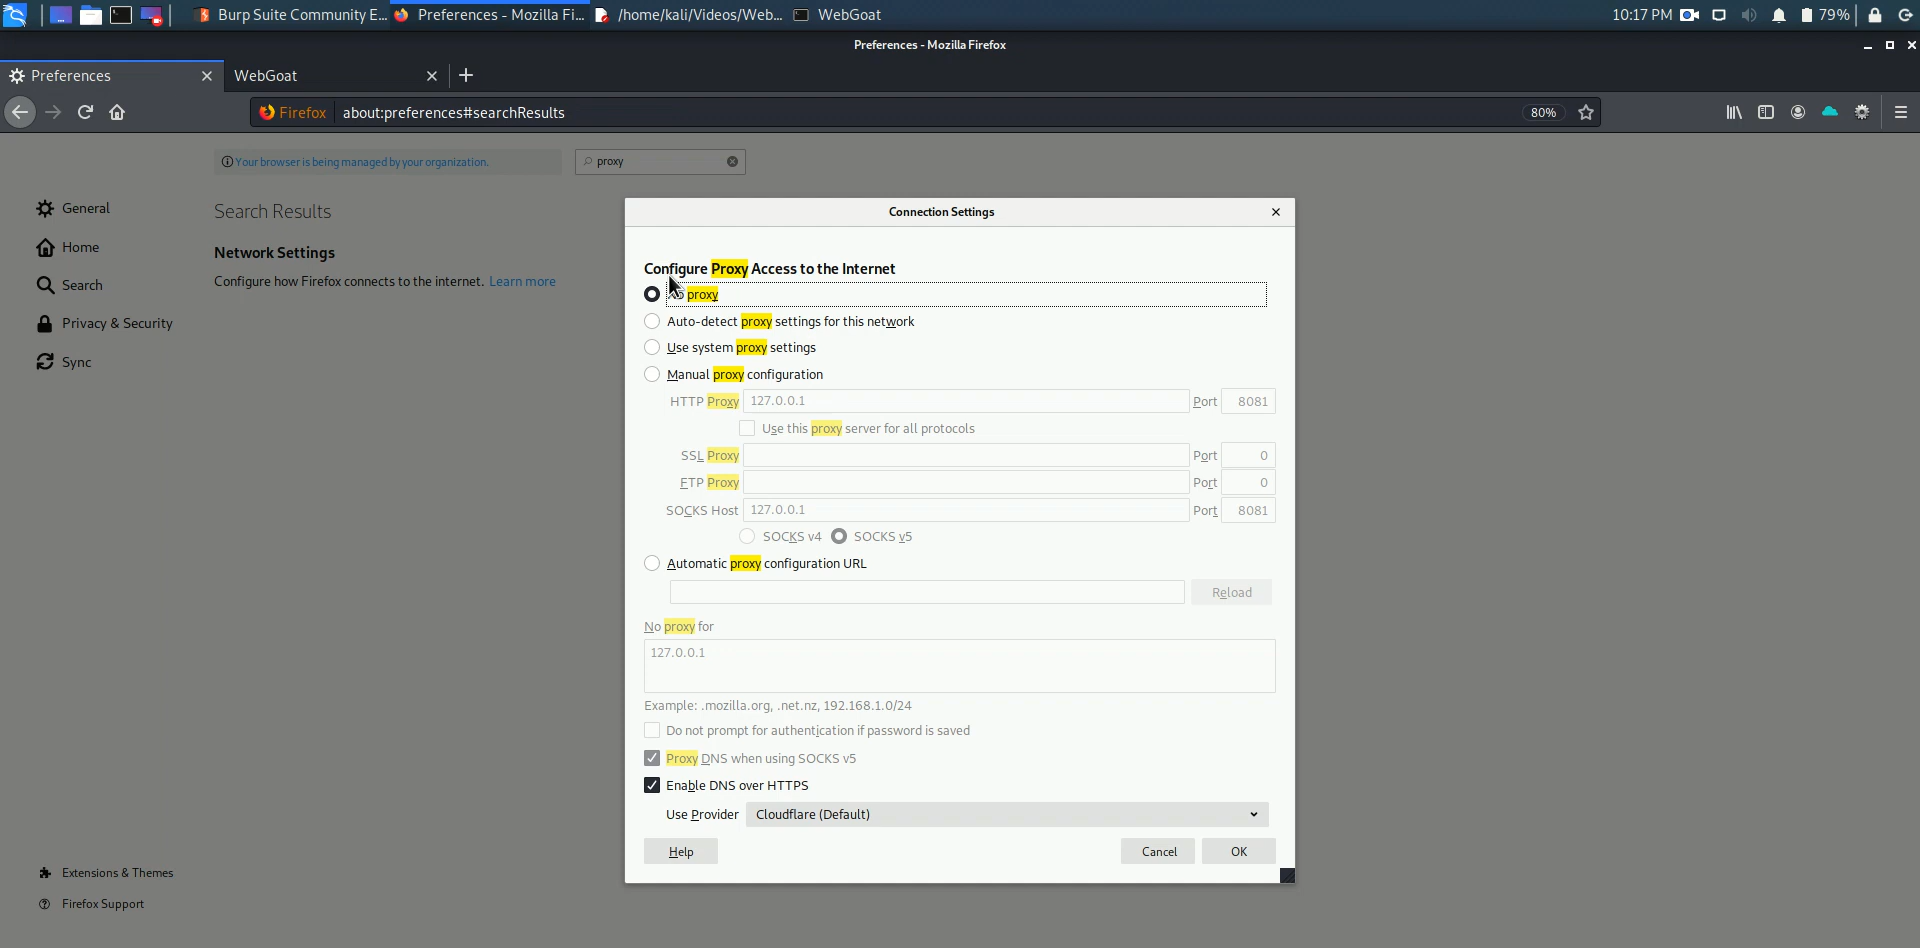 Burp Suite Community E... Preferences - Mozilla Fi... /home/kali/Videos/Web... WebGoat 10:17 PM 79%
Preferences - Mozilla Firefox
Preferences WebGoat
Firefox about:preferences#searchResults 80%
Your browser is being managed by your organization. proxy
General
Home
Search
Privacy & Security
Sync
Extensions & Themes
Firefox Support
Search Results
Network Settings
Configure how Firefox connects to the internet. Learn more
Connection Settings
Configure Proxy Access to the Internet
proxy
Auto-detect proxy settings for this network
Use system proxy settings
Manual proxy configuration
HTTP Proxy 127.0.0.1 Port 8081
Use this proxy server for all protocols
SSL Proxy Port 0
FTP Proxy Port 0
SOCKS Host 127.0.0.1 Port 8081
SOCKS v4 SOCKS v5
Automatic proxy configuration URL
Reload
No proxy for
127.0.0.1
Example: .mozilla.org, .net.nz, 192.168.1.0/24
Do not prompt for authentication if password is saved
Proxy DNS when using SOCKS v5
Enable DNS over HTTPS
Use Provider Cloudflare (Default)
Help Cancel OK